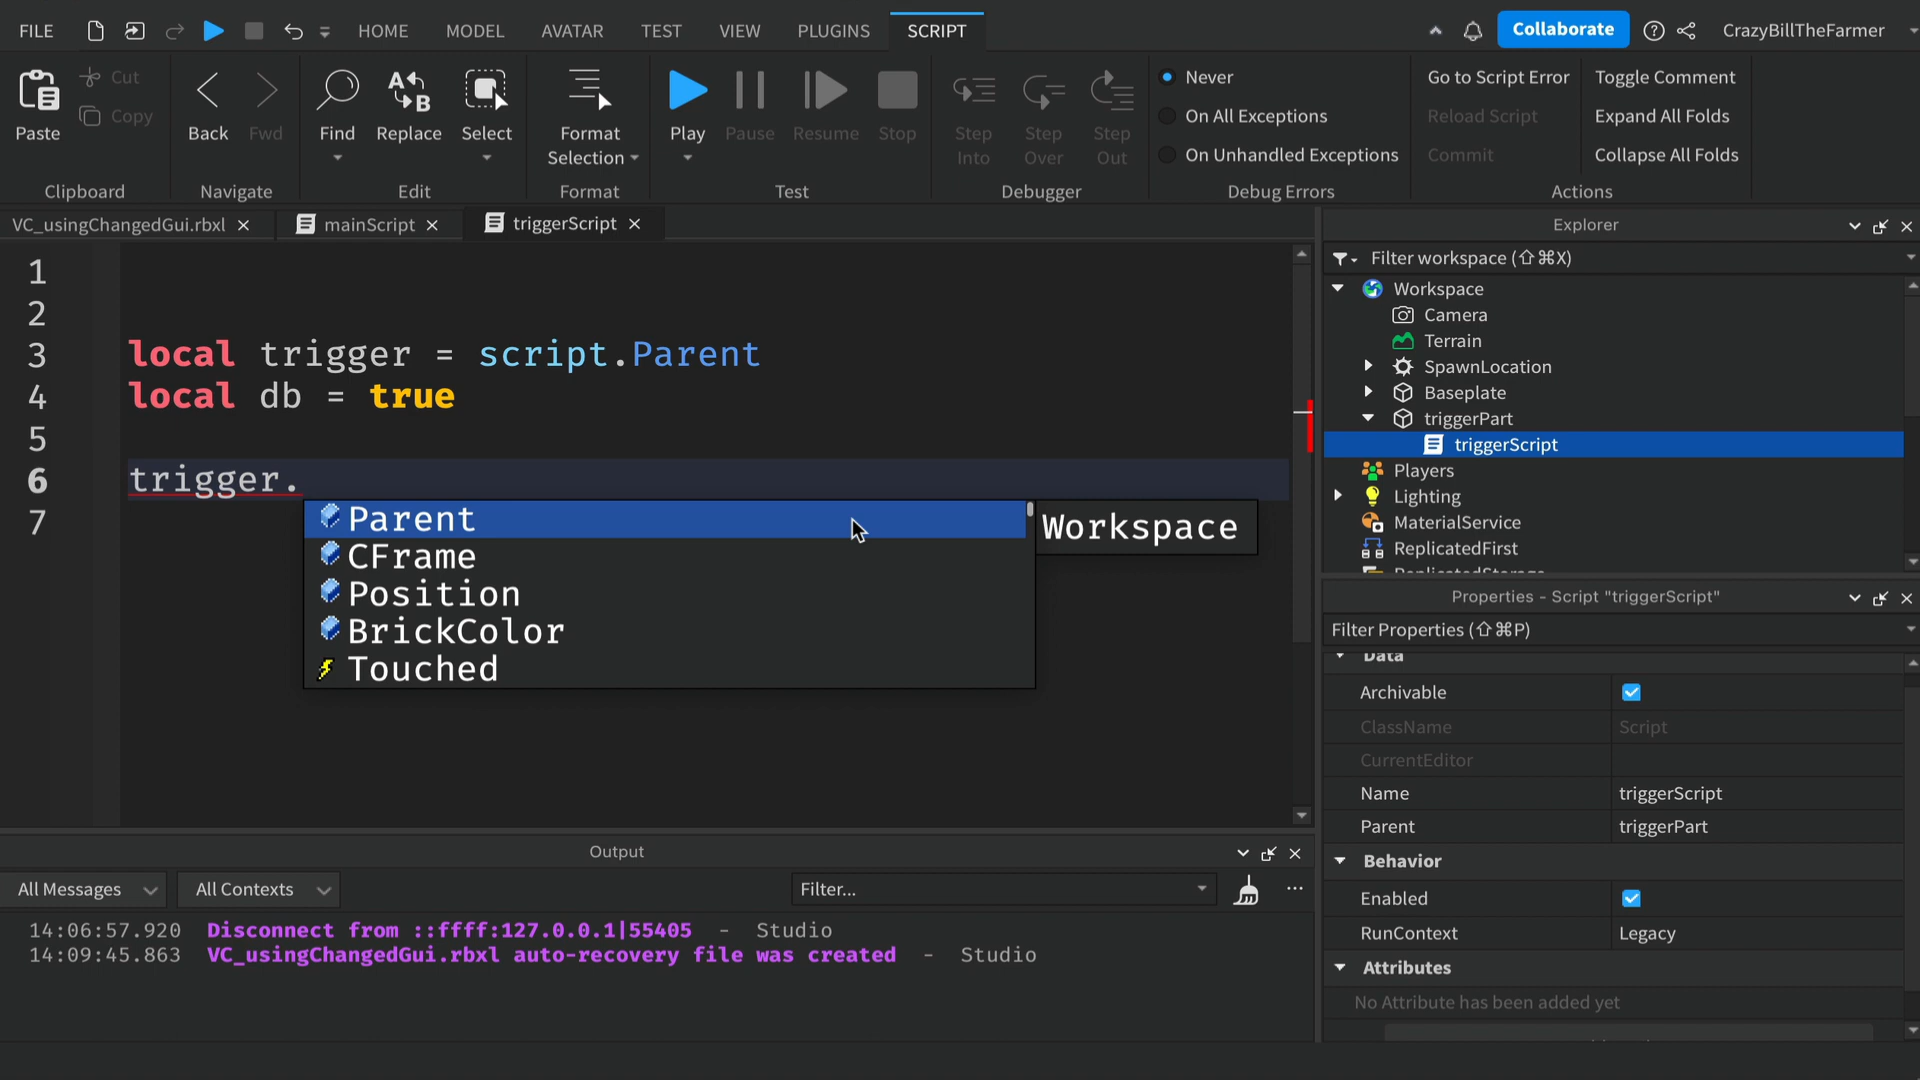 FILE HOME MODEL AVATAR TEST VIEW PLUGINS SCRIPT Collaborate CrazyBillTheFarmer
Paste
Cut
Copy
Clipboard
Back Fwd
Navigate
Find Replace Select
Edit
Format
Selection
Format
Play Pause Resume Stop
Test
Step
Into
Step
Over
Step
Out
Debugger
Never
On All Exceptions
On Unhandled Exceptions
Debug Errors
Go to Script Error
Reload Script
Commit
Toggle Comment
Expand All Folds
Collapse All Folds
Actions
VC_usingChangedGui.rbxl mainScript triggerScript
1
2
3 local trigger = script.Parent
4 local db = true
5
6 trigger.
7
Parent
CFrame
Position
BrickColor
Touched
Workspace
Explorer
Filter workspace (⇧⌘X)
Workspace
Camera
Terrain
SpawnLocation
Baseplate
triggerPart
triggerScript
Players
Lighting
MaterialService
ReplicatedFirst
ReplicatedStorage
Properties - Script "triggerScript"
Filter Properties (⇧⌘P)
Data
Archivable
ClassName Script
CurrentEditor
Name triggerScript
Parent triggerPart
Behavior
Enabled
RunContext Legacy
Attributes
No Attribute has been added yet
Output
All Messages All Contexts Filter... ...
14:06:57.920 Disconnect from ::ffff:127.0.0.1|55405 - Studio
14:09:45.863 VC_usingChangedGui.rbxl auto-recovery file was created - Studio